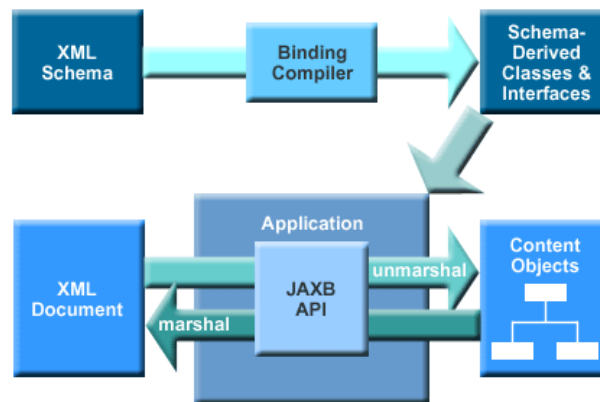 XML
Schema
Binding
Compiler
Schema-
Derived
Classes &
Interfaces
Application
XML
Document
JAXB
API
unmarshal
marshal
Content
Objects